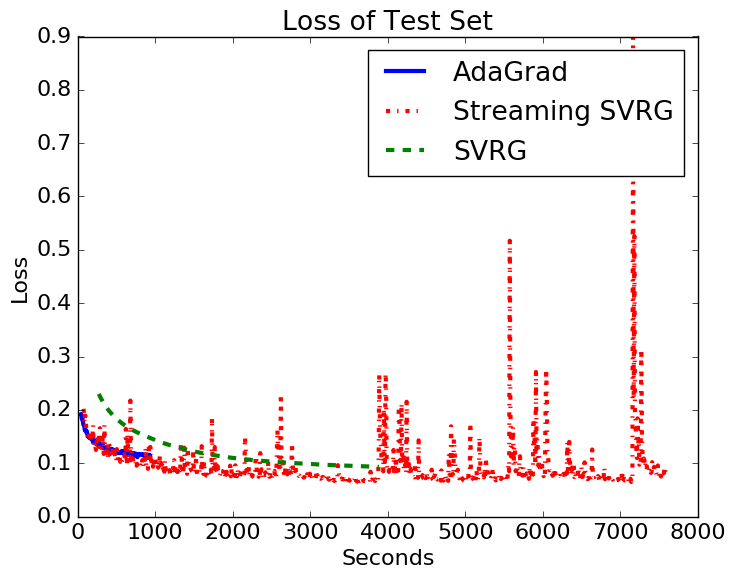 Loss of Test Set
0.9
0.8
0.7
0.6
0.5
0.4
0.3
0.2
0.1
0.0
Loss
AdaGrad
Streaming SVRG
SVRG
0 1000 2000 3000 4000 5000 6000 7000 8000
Seconds